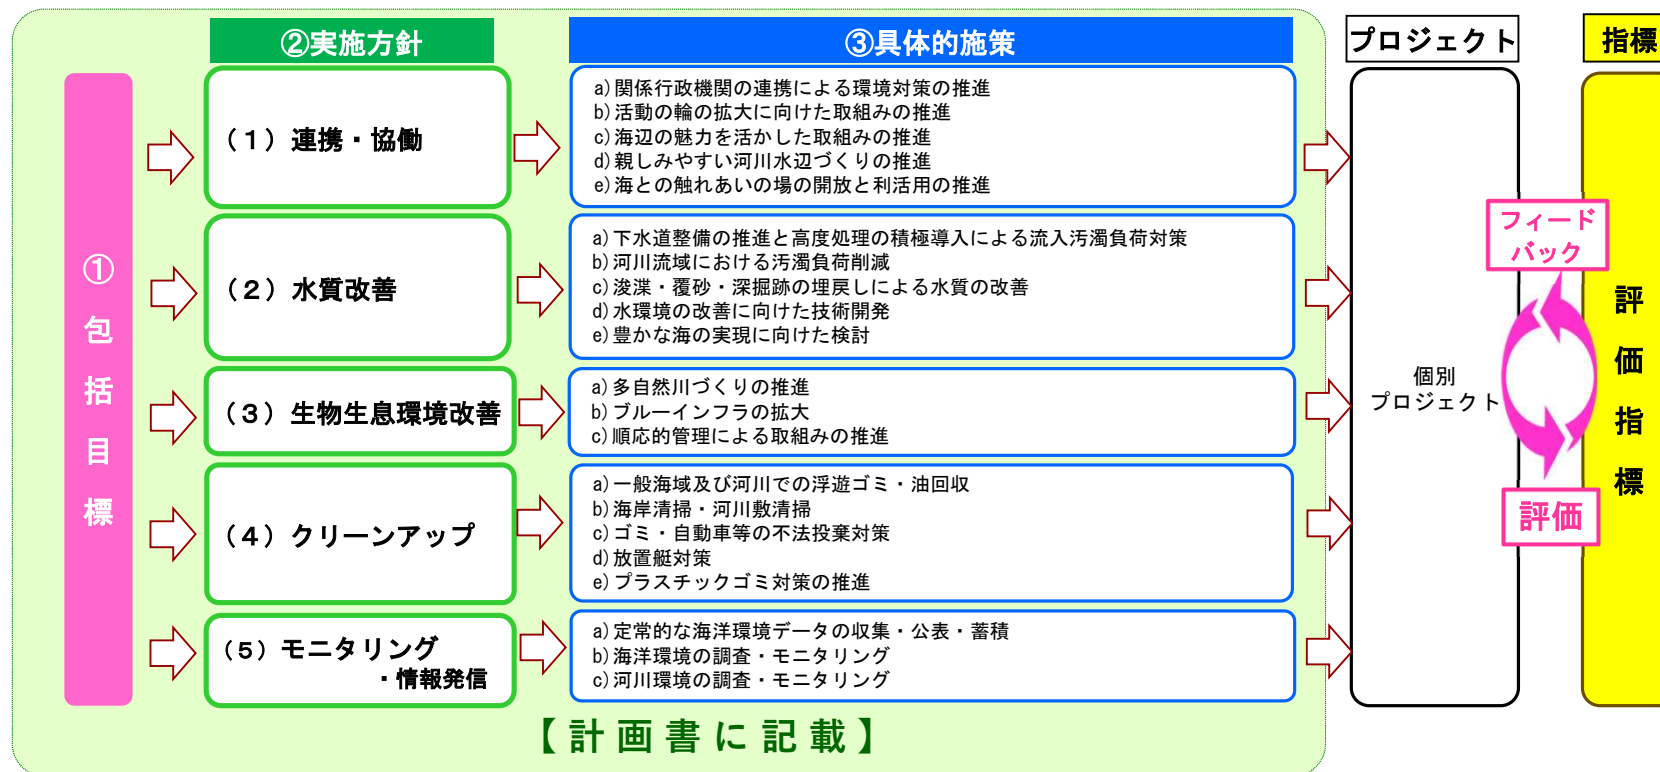 ②実施方針
③具体的施策
プロジェクト
指標
①包括目標
（１）連携・協働
a)関係行政機関の連携による環境対策の推進
b)活動の輪の拡大に向けた取組みの推進
c)海辺の魅力を活かした取組みの推進
d)親しみやすい河川水辺づくりの推進
e)海との触れあいの場の開放と利活用の推進
（２）水質改善
a)下水道整備の推進と高度処理の積極導入による流入汚濁負荷対策
b)河川流域における汚濁負荷削減
c)浚渫・覆砂・深掘跡の埋戻しによる水質の改善
d)水環境の改善に向けた技術開発
e)豊かな海の実現に向けた検討
（３）生物生息環境改善
a)多自然川づくりの推進
b)ブルーインフラの拡大
c)順応的管理による取組みの推進
（４）クリーンアップ
a)一般海域及び河川での浮遊ゴミ・油回収
b)海岸清掃・河川敷清掃
c)ゴミ・自動車等の不法投棄対策
d)放置艇対策
e)プラスチックゴミ対策の推進
（５）モニタリング
・情報発信
a)定常的な海洋環境データの収集・公表・蓄積
b)海洋環境の調査・モニタリング
c)河川環境の調査・モニタリング
個別
プロジェクト
フィード
バック
評価
評価指標
【計画書に記載】